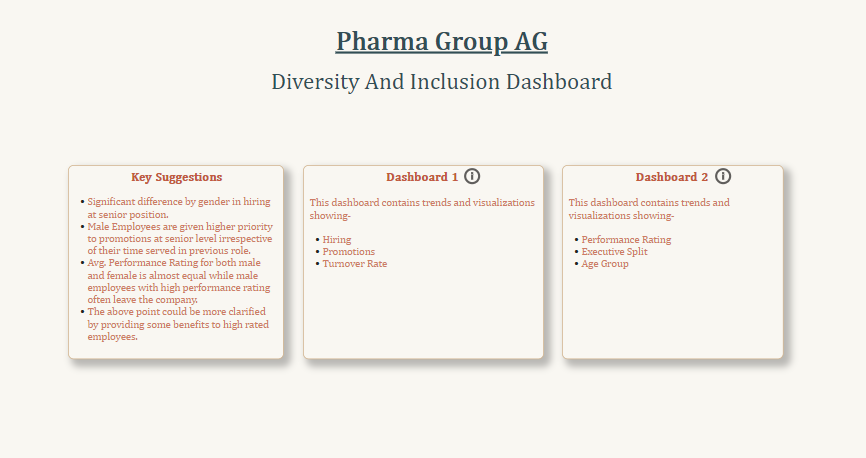 Pharma Group AG
Diversity And Inclusion Dashboard
Key Suggestions
• Significant difference by gender in hiring
at senior position.
• Male Employees are given higher priority
to promotions at senior level irrespective
of their time served in previous role.
• Avg. Performance Rating for both male
and female is almost equal while male
employees with high performance rating
often leave the company.
• The above point could be more clarified
by providing some benefits to high rated
employees.
Dashboard 1
This dashboard contains trends and visualizations
showing-
• Hiring
• Promotions
• Turnover Rate
Dashboard 2
This dashboard contains trends and
visualizations showing-
• Performance Rating
• Executive Split
• Age Group